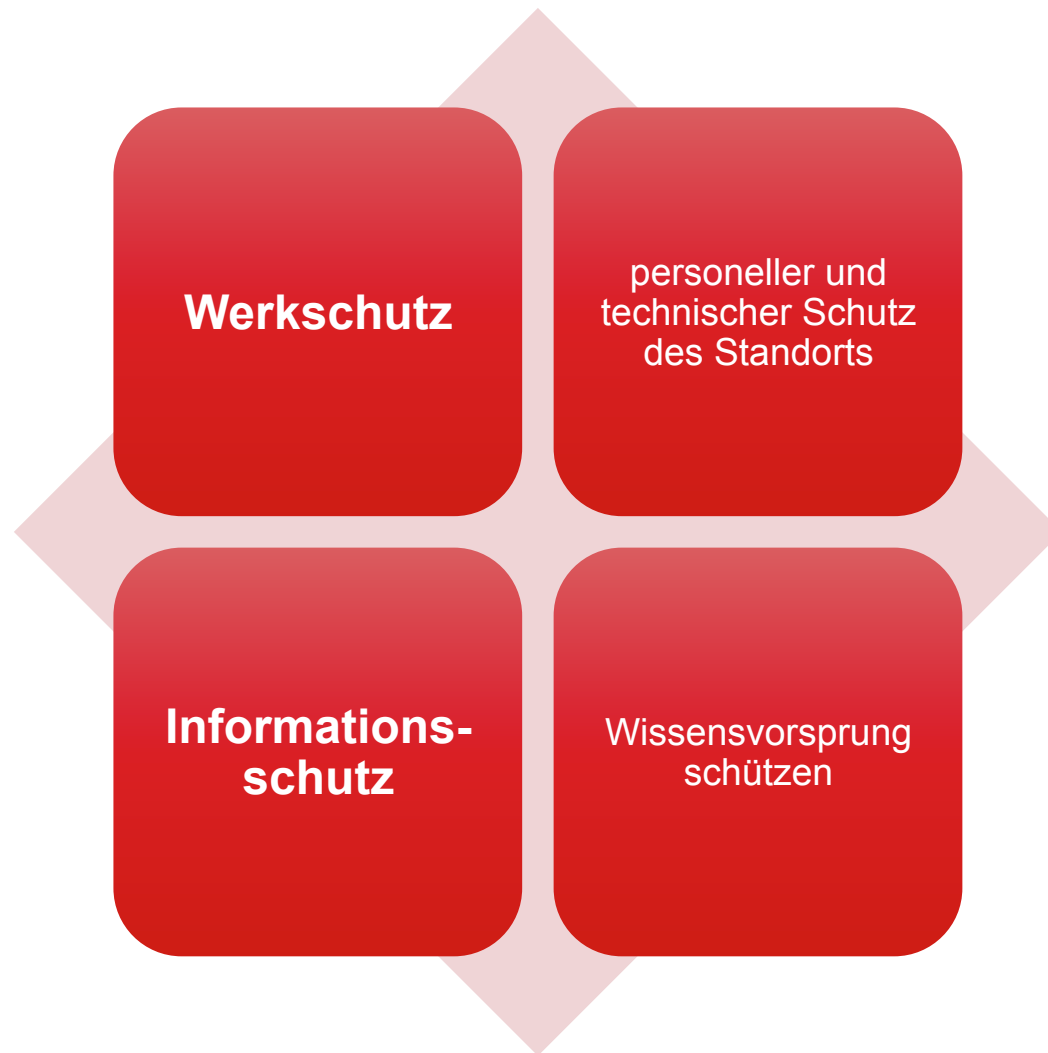 Werkschutz
personeller und
technischer Schutz
des Standorts
Informations-
schutz
Wissensvorsprung
schützen